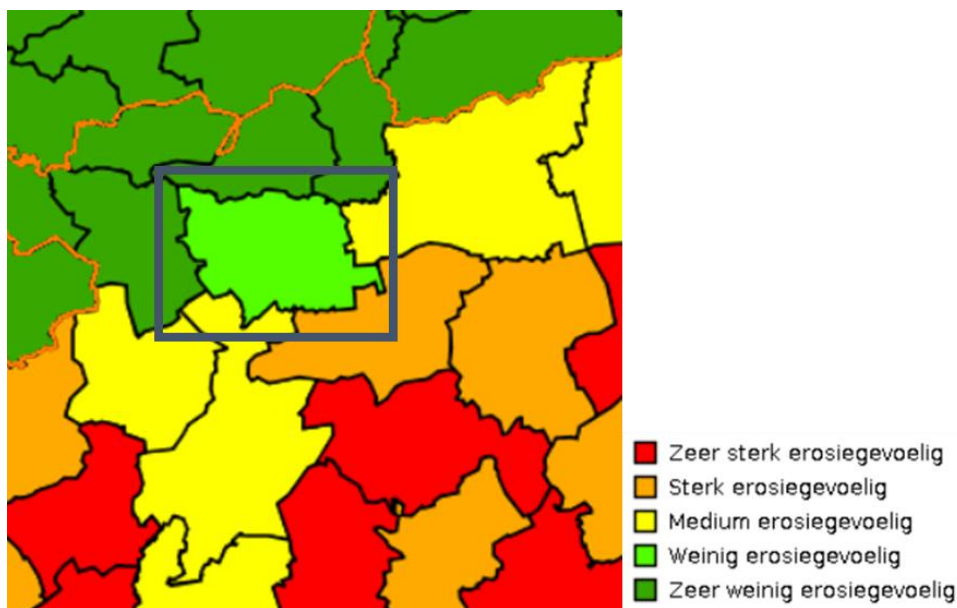 Zeer sterk erosiegevoelig
Sterk erosiegevoelig
Medium erosiegevoelig
Weinig erosiegevoelig
Zeer weinig erosiegevoelig